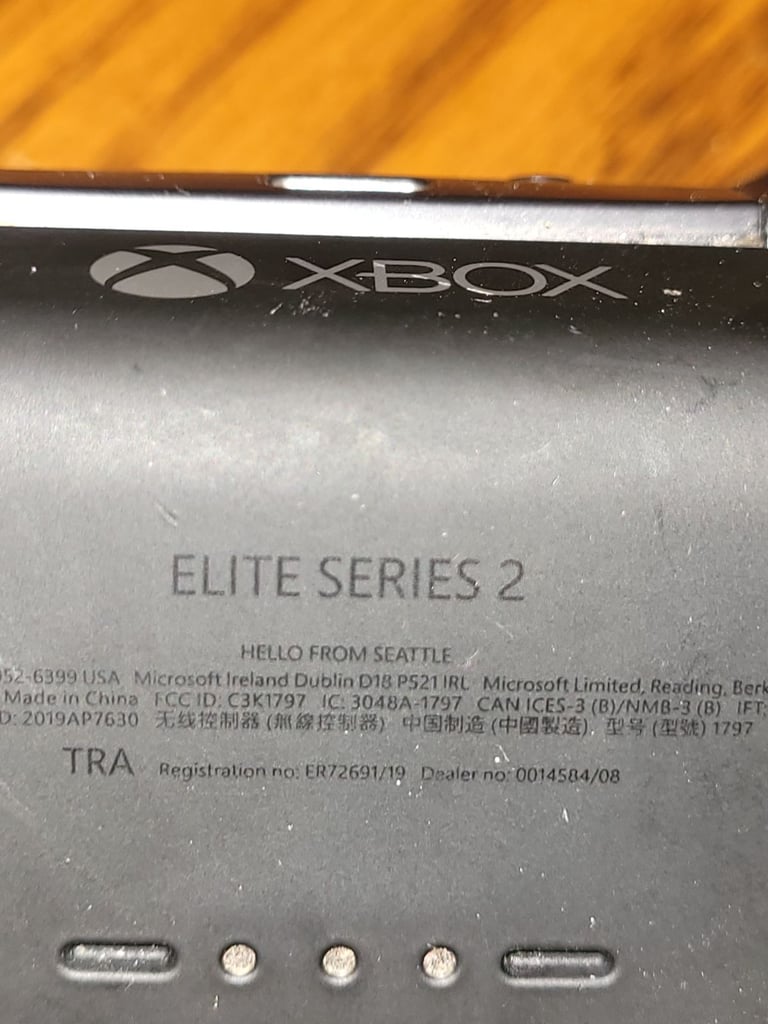 XBOX
ELITE SERIES 2
HELLO FROM SEATTLE
052-6399 USA Microsoft Ireland Dublin D18 P521 IRL Microsoft Limited, Reading, Berk
Made in China FCC ID: C3K1797 IC: 3048A-1797 CAN ICES-3 (B)/NMB-3 (B) IFT:
D: 2019AP7630 无线控制器 (無線控制器) 中国制造 (中國製造) 型号 (型號) 1797
TRA Registration no: ER72691/19 Dealer no: 0014584/08